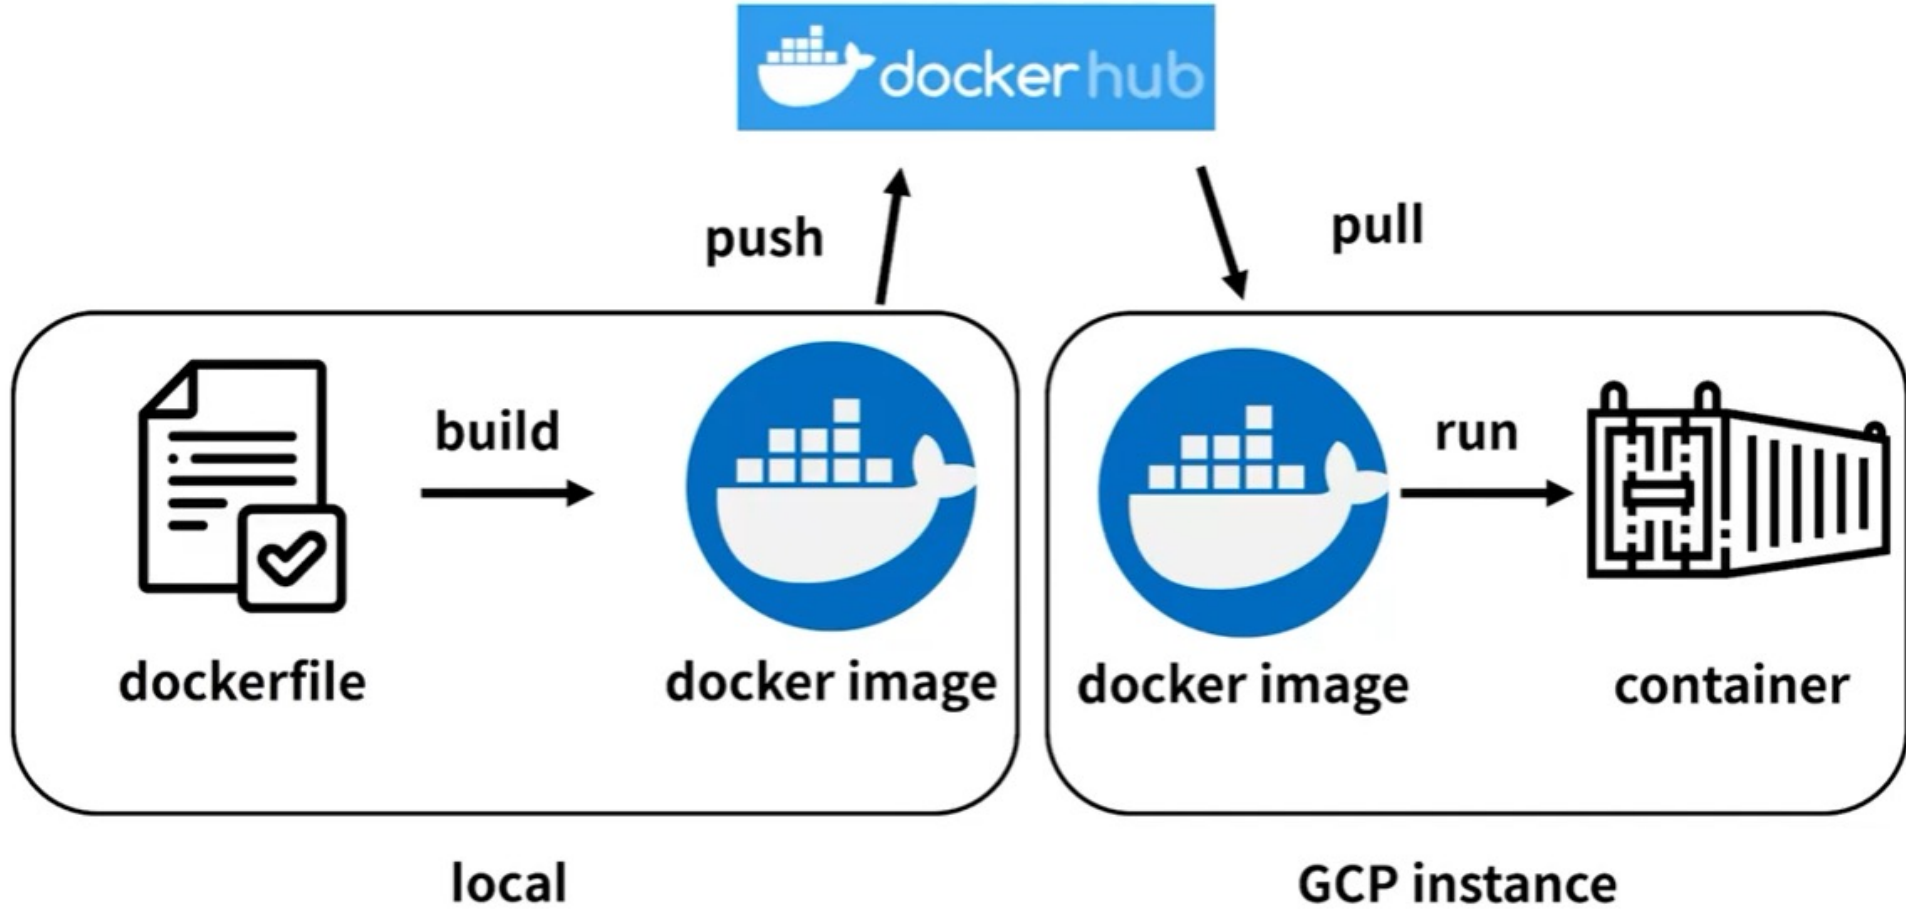 docker hub
push
pull
build
run
dockerfile
docker image
docker image
container
local
GCP instance